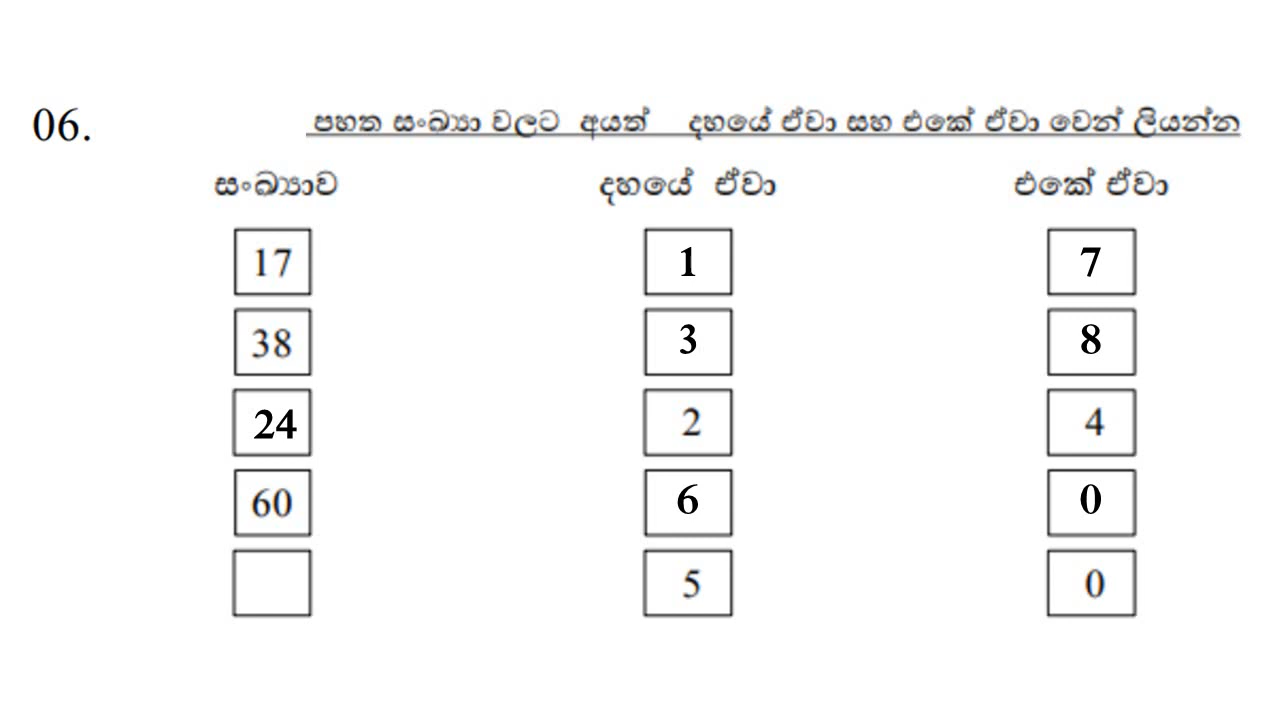 06. පහත සංඛ්‍යා වලට අයත් දහයේ ඒවා සහ එකේ ඒවා වෙන් ලියන්න
සංඛ්‍යාව දහයේ ඒවා එකේ ඒවා
17 1 7
38 3 8
24 2 4
60 6 0
5 0